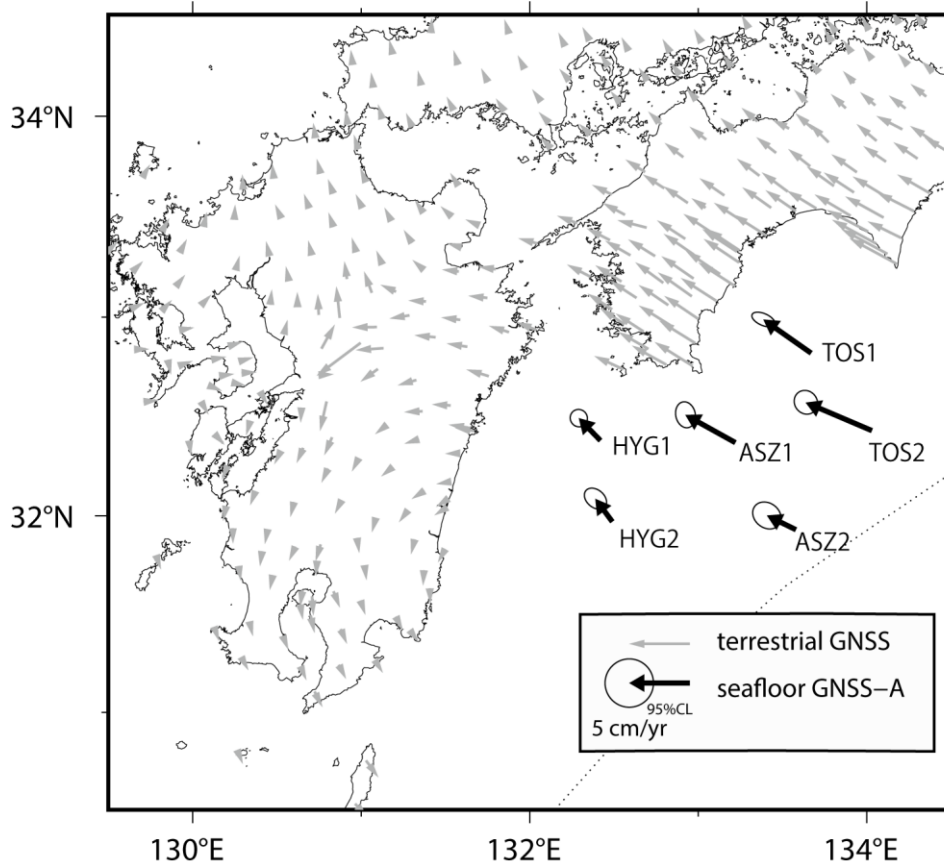 34°N
TOS1
HYG1
ASZ1
TOS2
32°N
HYG2
ASZ2
terrestrial GNSS
seafloor GNSS–A
95%CL
5 cm/yr
130°E
132°E
134°E